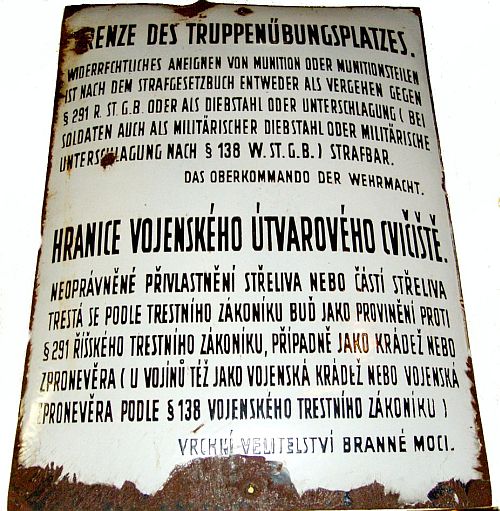 RENZE DES TRUPPENÜBUNGSPLATZES.
WIDERRECHTLICHES ANEIGNEN VON MUNITION ODER MUNITIONSTEILEN
IST NACH DEM STRAFGESETZBUCH ENTWEDER ALS VERGEHEN GEGEN
§ 291 R. ST. G. B. ODER ALS DIEBSTAHL ODER UNTERSCHLAGUNG ( BEI
SOLDATEN AUCH ALS MILITÄRISCHER DIEBSTAHL ODER MILITÄRISCHE
UNTERSCHLAGUNG NACH § 138 W. ST. G. B. ) STRAFBAR.
DAS OBERKOMMANDO DER WEHRMACHT.
HRANICE VOJENSKÉHO ÚTVAROVÉHO CVIČIŠTĚ.
NEOPRÁVNĚNÉ PŘIVLASTNĚNÍ STŘELIVA NEBO ČÁSTÍ STŘELIVA
TRESTÁ SE PODLE TRESTNÍHO ZÁKONÍKU BUĎ JAKO PROVINĚNÍ PROTI
§ 291 ŘÍŠSKÉHO TRESTNÍHO ZÁKONÍKU, PŘÍPADNĚ JAKO KRÁDEŽ NEBO
ZPRONEVĚRA ( U VOJÍNŮ TÉŽ JAKO VOJENSKÁ KRÁDEŽ NEBO VOJENSKÁ
ZPRONEVĚRA PODLE § 138 VOJENSKÉHO TRESTNÍHO ZÁKONÍKU )
VRCHNÍ VELITELSTVÍ BRANNÉ MOCI.